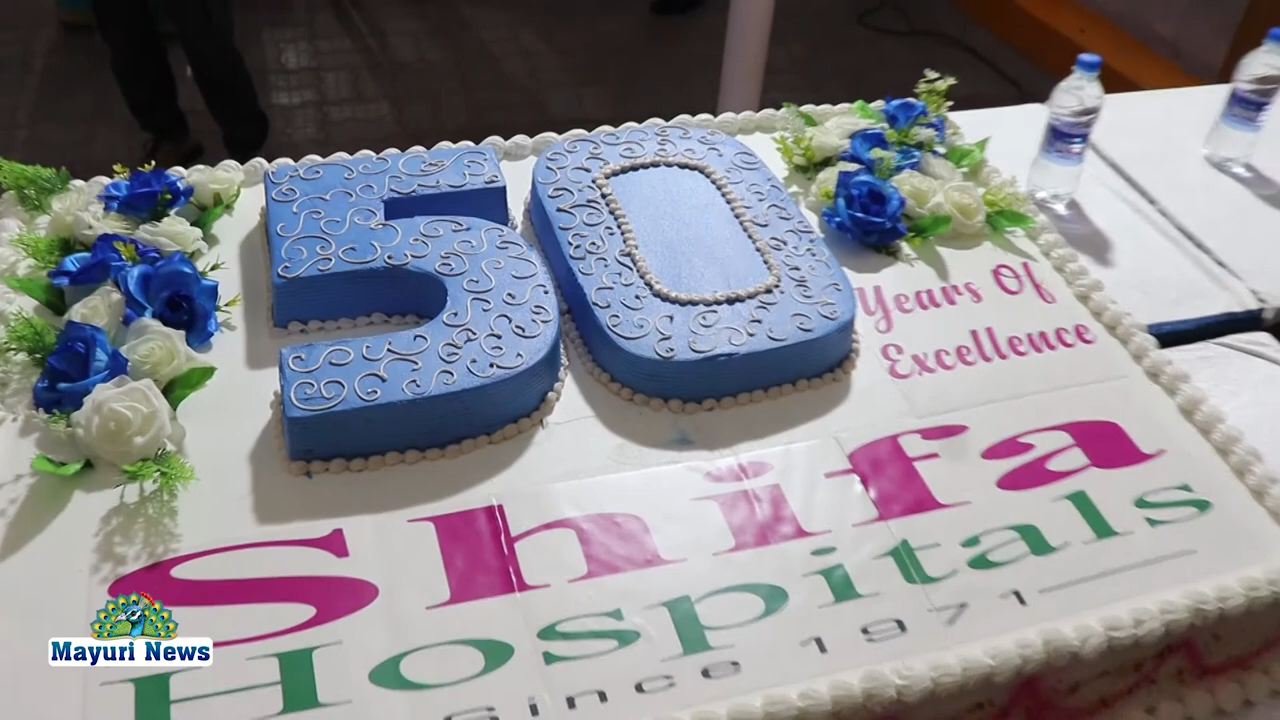 50
Years Of
Excellence
Shifa
Hospitals
Since 1971
Mayuri News